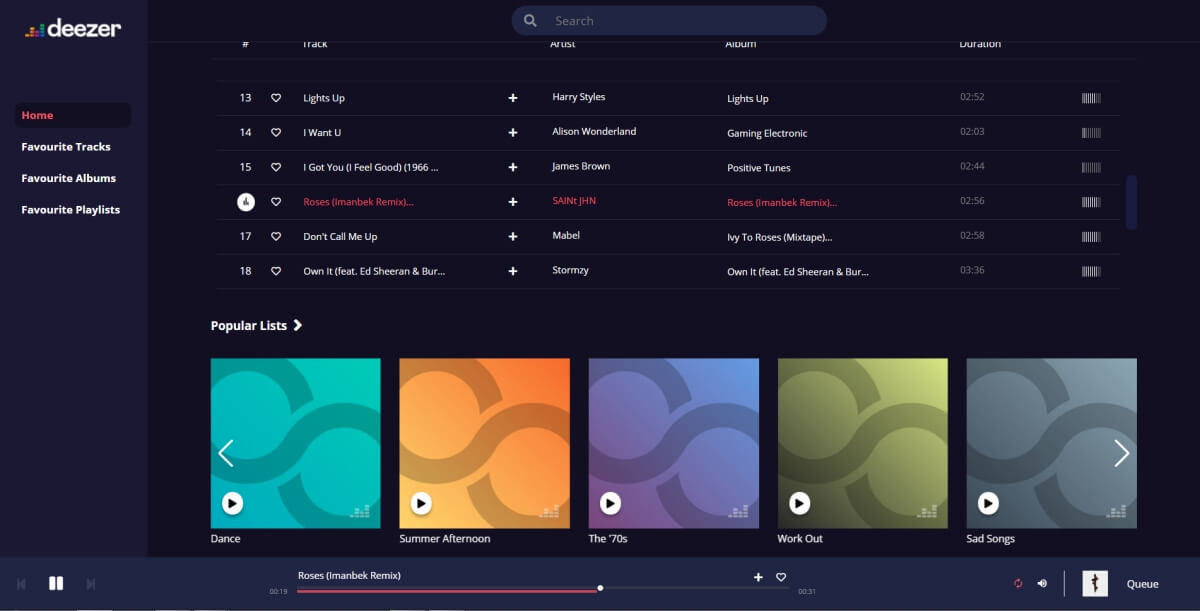 deezer
Search
# Track Artist Album Duration
Home
Favourite Tracks
Favourite Albums
Favourite Playlists
13 Lights Up + Harry Styles Lights Up 02:52
14 I Want U + Alison Wonderland Gaming Electronic 02:03
15 I Got You (I Feel Good) (1966 ... + James Brown Positive Tunes 02:44
Roses (Imanbek Remix)... + SAINt JHN Roses (Imanbek Remix)... 02:56
17 Don't Call Me Up + Mabel Ivy To Roses (Mixtape)... 02:58
18 Own It (feat. Ed Sheeran & Bur... + Stormzy Own It (feat. Ed Sheeran & Bur... 03:36
Popular Lists
Dance
Summer Afternoon
The '70s
Work Out
Sad Songs
Roses (Imanbek Remix)
00:19
00:31
Queue